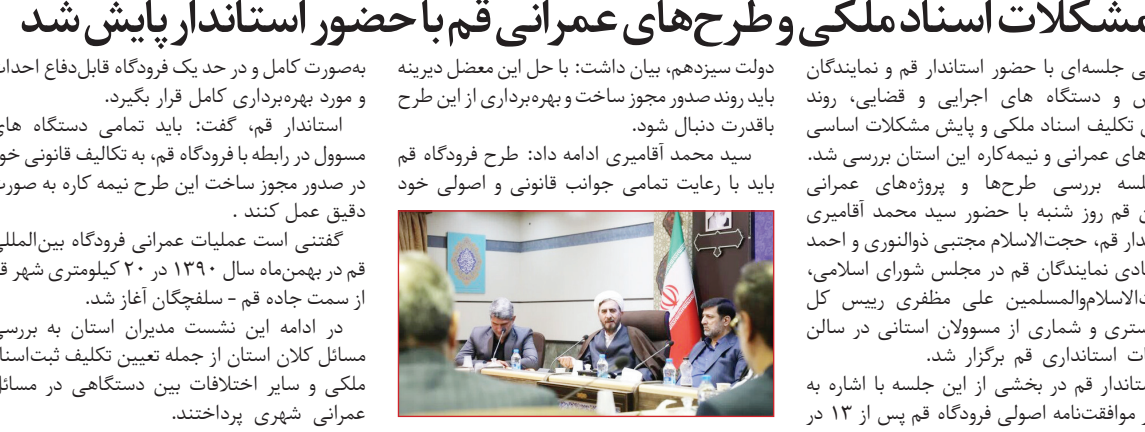 مشکلات اسناد ملکی و طرح‌های عمرانی قم با حضور استاندار پایش شد
جلسه‌ای با حضور استاندار قم و نمایندگان
و دستگاه های اجرایی و قضایی، روند
تکلیف اسناد ملکی و پایش مشکلات اساسی
های عمرانی و نیمه‌کاره این استان بررسی شد.
بررسی طرح‌ها و پروژه‌های عمرانی
قم روز شنبه با حضور سید محمد آقامیری
قم، حجت‌الاسلام مجتبی ذوالنوری و احمد
نمایندگان قم در مجلس شورای اسلامی،
علی مظفری رییس کل
و شماری از مسوولان استانی در سالن
استانداری قم برگزار شد.
قم در بخشی از این جلسه با اشاره به
موافقت‌نامه اصولی فرودگاه قم پس از ۱۳ در
دولت سیزدهم، بیان داشت: با حل این معضل دیرینه
باید روند صدور مجوز ساخت و بهره‌برداری از این طرح
باقدرت دنبال شود.
سید محمد آقامیری ادامه داد: طرح فرودگاه قم
باید با رعایت تمامی جوانب قانونی و اصولی خود
به‌صورت کامل و در حد یک فرودگاه قابل‌دفاع احداث
و مورد بهره‌برداری کامل قرار بگیرد.
استاندار قم، گفت: باید تمامی دستگاه های
مسوول در رابطه با فرودگاه قم، به تکالیف قانونی خود
در صدور مجوز ساخت این طرح نیمه کاره به صورت
دقیق عمل کنند .
گفتنی است عملیات عمرانی فرودگاه بین‌المللی
قم در بهمن‌ماه سال ۱۳۹۰ در ۲۰ کیلومتری شهر قم
از سمت جاده قم - سلفچگان آغاز شد.
در ادامه این نشست مدیران استان به بررسی
مسائل کلان استان از جمله تعیین تکلیف ثبت‌اسناد
ملکی و سایر اختلافات بین دستگاهی در مسائل
عمرانی شهری پرداختند.